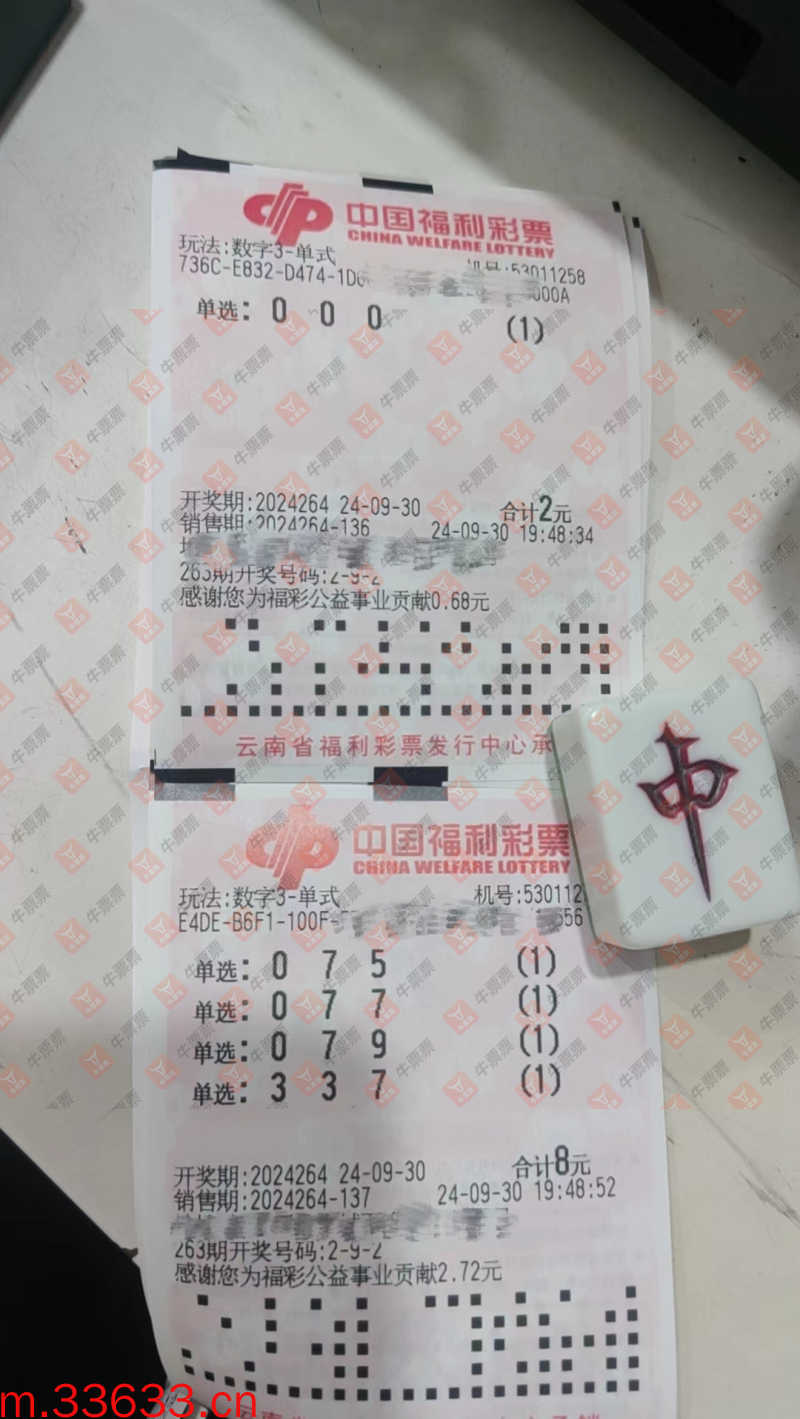 中国福利彩票
CHINA WELFARE LOTTERY
玩法:数字3-单式
机号:53011258
736C-E832-D474-1D
000A
单选: 0 0 0 (1)
开奖期:2024264 24-09-30 合计2元
销售期:2024264-136 24-09-30 19:48:34
263期开奖号码:2-9-2
感谢您为福彩公益事业贡献0.68元
云南省福利彩票发行中心承
中
中国福利彩票
CHINA WELFARE LOTTERY
玩法:数字3-单式 机号:530112
E4DE-B6F1-100F- 656
单选: 0 7 5 (1)
单选: 0 7 7 (1)
单选: 0 7 9 (1)
单选: 3 3 7 (1)
开奖期:2024264 24-09-30 合计8元
销售期:2024264-137 24-09-30 19:48:52
263期开奖号码:2-9-2
感谢您为福彩公益事业贡献2.72元
牛票票
m.33633.cn